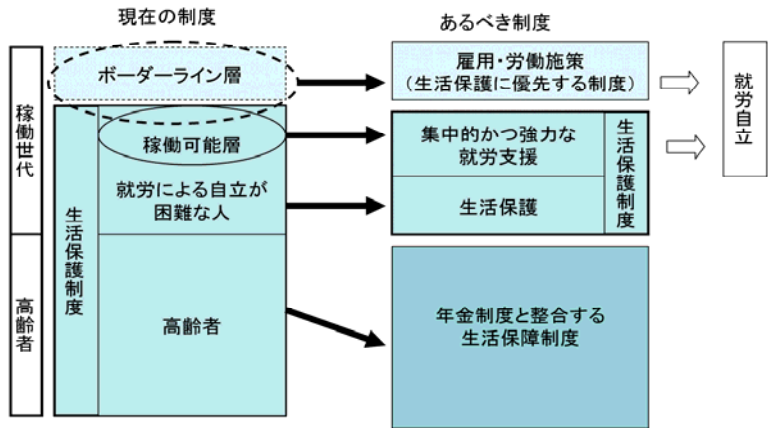 現在の制度
あるべき制度
稼働世代
高齢者
ボーダーライン層
生活保護制度
稼働可能層
就労による自立が
困難な人
高齢者
雇用・労働施策
(生活保護に優先する制度)
集中的かつ強力な
就労支援
生活保護
生活保護制度
年金制度と整合する
生活保障制度
就労自立